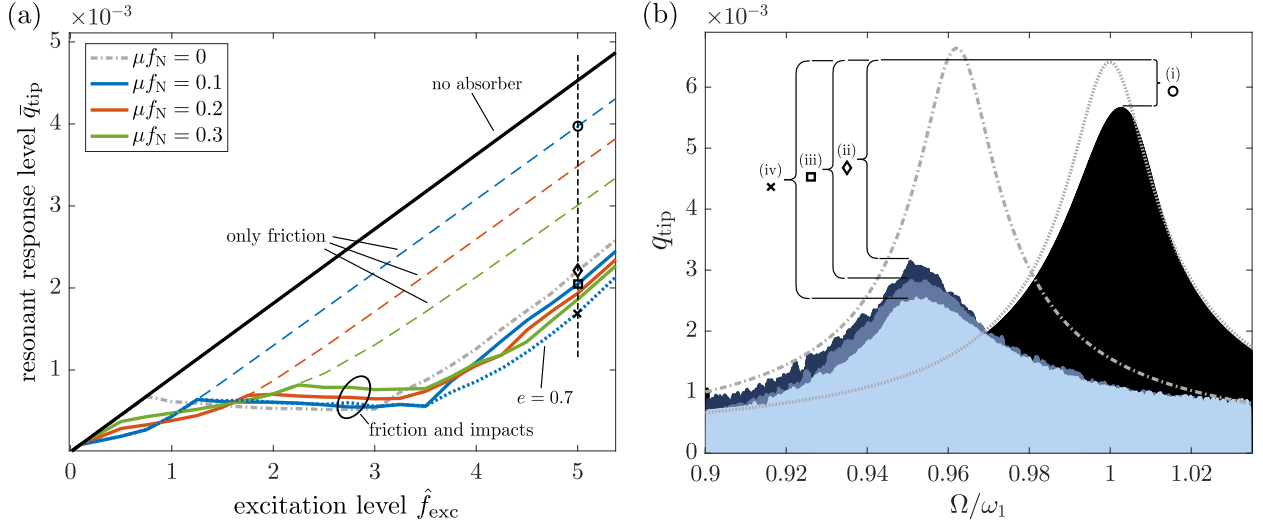 (a)
×10⁻³
resonant response level q̄_tip
5
4
3
2
1
μf_N = 0
μf_N = 0.1
μf_N = 0.2
μf_N = 0.3
no absorber
only friction
e = 0.7
friction and impacts
0 1 2 3 4 5
excitation level f̂_exc
(b)
×10⁻³
q_tip
6
5
4
3
2
1
0
(i)
(ii)
(iii)
(iv)
0.9 0.92 0.94 0.96 0.98 1 1.02
Ω/ω₁